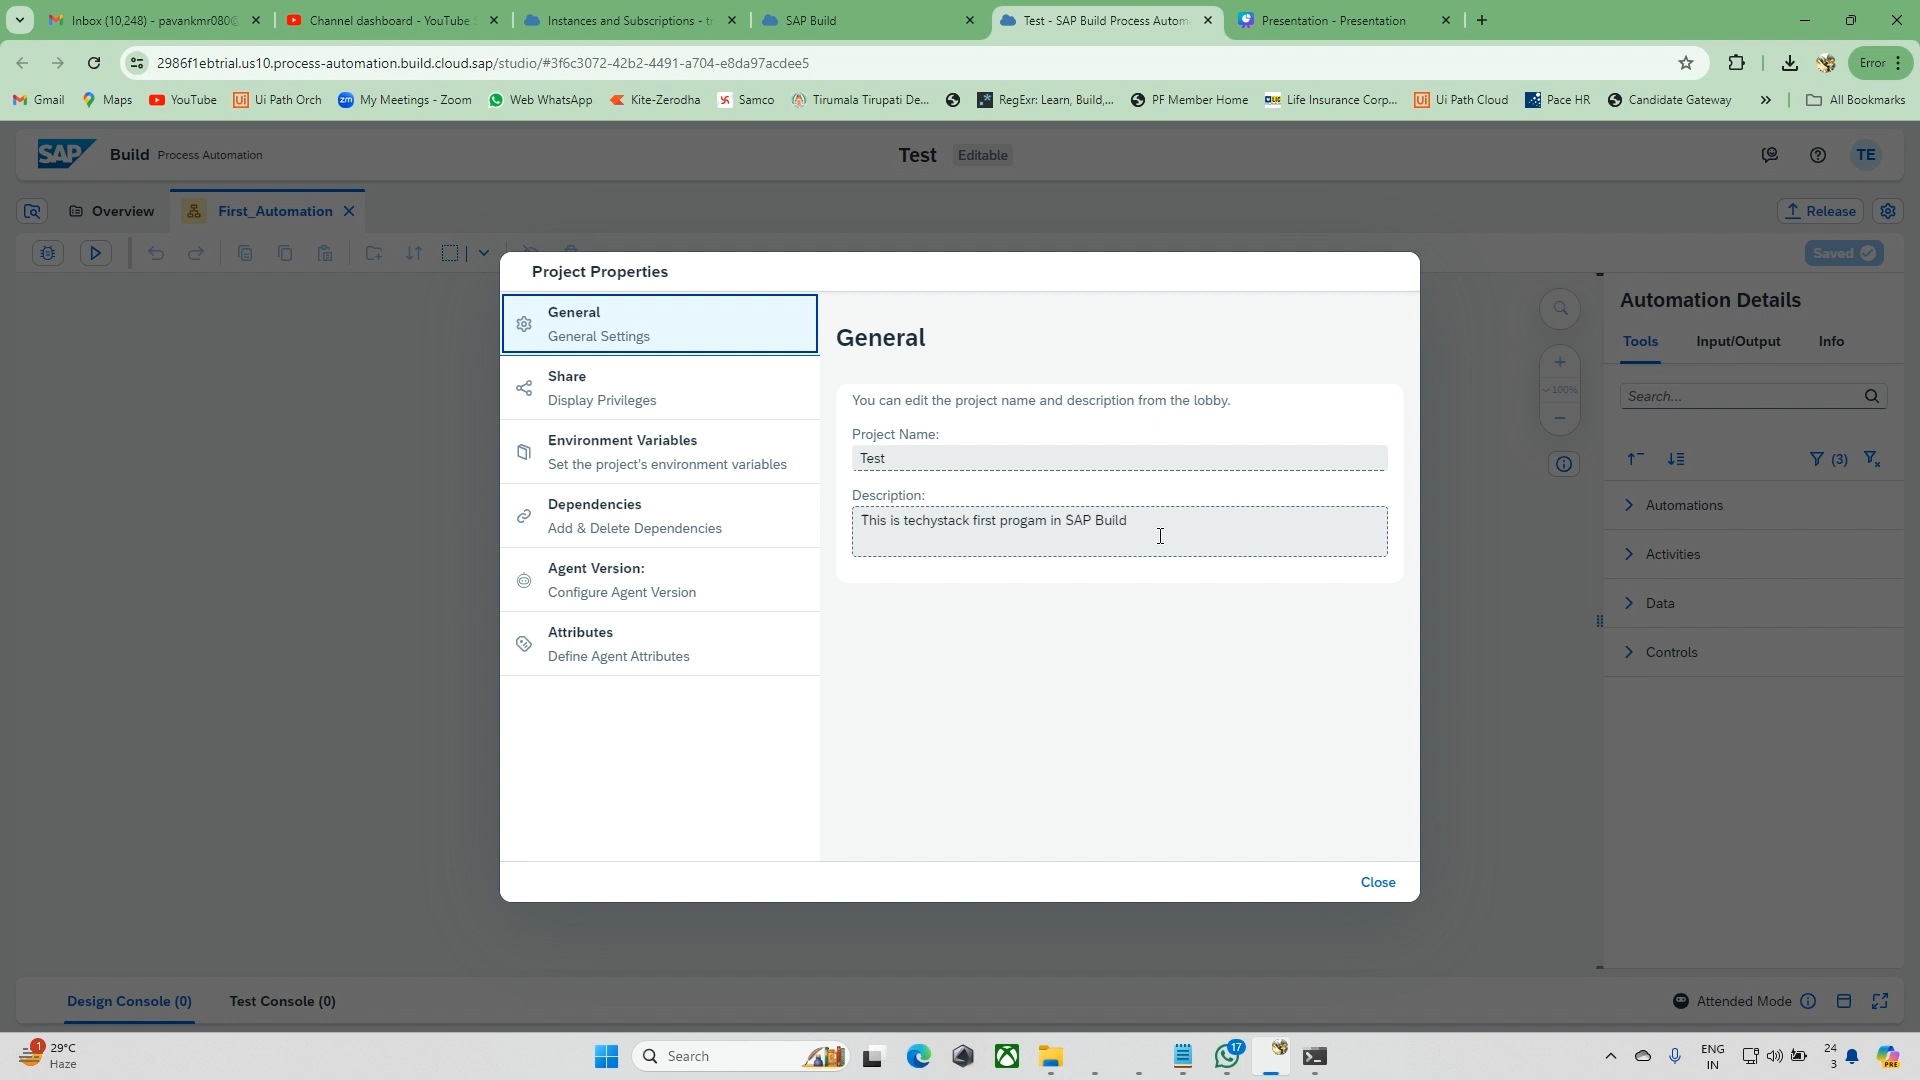 Inbox (10,248) - pavankmr080@
Channel dashboard - YouTube S
Instances and Subscriptions - tr
SAP Build
Test - SAP Build Process Autom
Presentation - Presentation
2986f1ebtrial.us10.process-automation.build.cloud.sap/studio/#3f6c3072-42b2-4491-a704-e8da97acdee5
Error
Gmail
Maps
YouTube
Ui Path Orch
My Meetings - Zoom
Web WhatsApp
Kite-Zerodha
Samco
Tirumala Tirupati De...
RegExr: Learn, Build,...
PF Member Home
Life Insurance Corp...
Ui Path Cloud
Pace HR
Candidate Gateway
All Bookmarks
SAP Build Process Automation
Test Editable
TE
Overview
First_Automation
Release
Saved
Project Properties
General
General Settings
Share
Display Privileges
Environment Variables
Set the project's environment variables
Dependencies
Add & Delete Dependencies
Agent Version:
Configure Agent Version
Attributes
Define Agent Attributes
General
You can edit the project name and description from the lobby.
Project Name:
Test
Description:
This is techystack first progam in SAP Build
Close
100%
Automation Details
Tools
Input/Output
Info
Search...
(3)
Automations
Activities
Data
Controls
Design Console (0)
Test Console (0)
Attended Mode
1
29°C
Haze
Search
17
ENG
IN
24
3
PRE